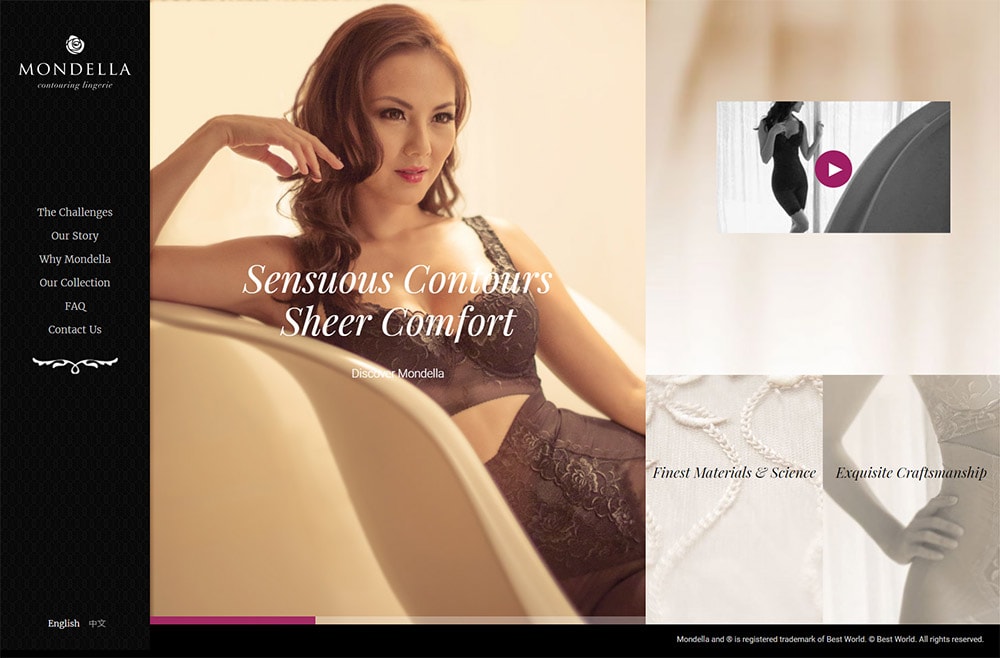 MONDELLA
contouring lingerie
The Challenges
Our Story
Why Mondella
Our Collection
FAQ
Contact Us
English 中文
Sensuous Contours
Sheer Comfort
Discover Mondella
Finest Materials & Science
Exquisite Craftsmanship
Mondella and ® is registered trademark of Best World. © Best World. All rights reserved.